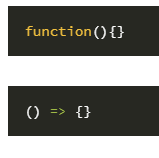 function(){}
() => {}